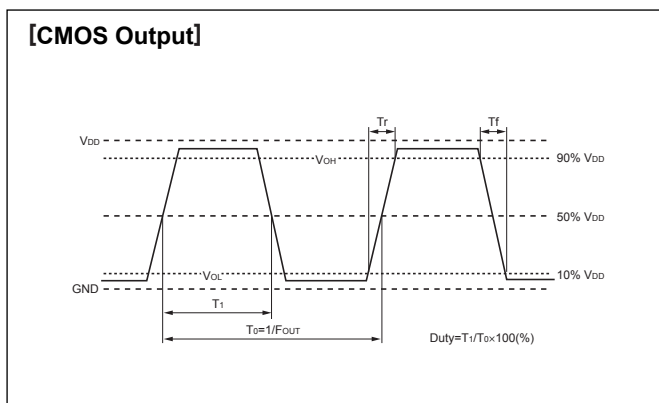 [CMOS Output]
Tr
Tf
VDD
VOH
90% VDD
50% VDD
VOL
10% VDD
GND
T1
T0=1/FOUT
Duty=T1/T0×100(%)